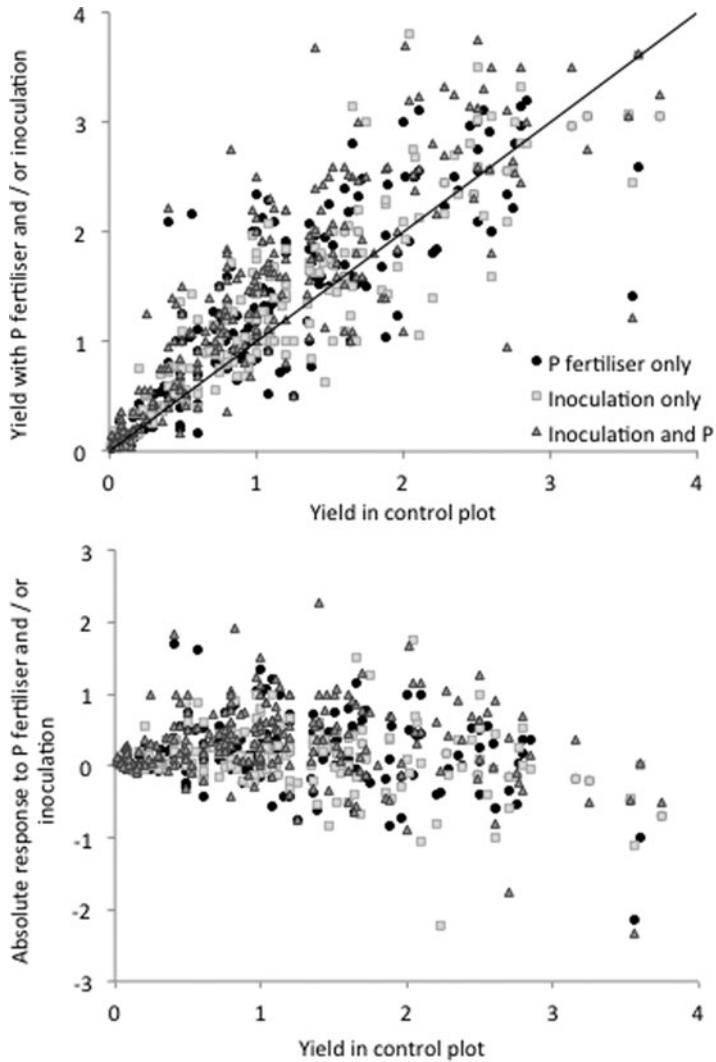 4
3
2
1
0
0
1
2
3
4
Yield with P fertiliser and / or inoculation
Yield in control plot
P fertiliser only
Inoculation only
Inoculation and P
3
2
1
0
-1
-2
-3
0
1
2
3
4
Absolute response to P fertiliser and / or
inoculation
Yield in control plot